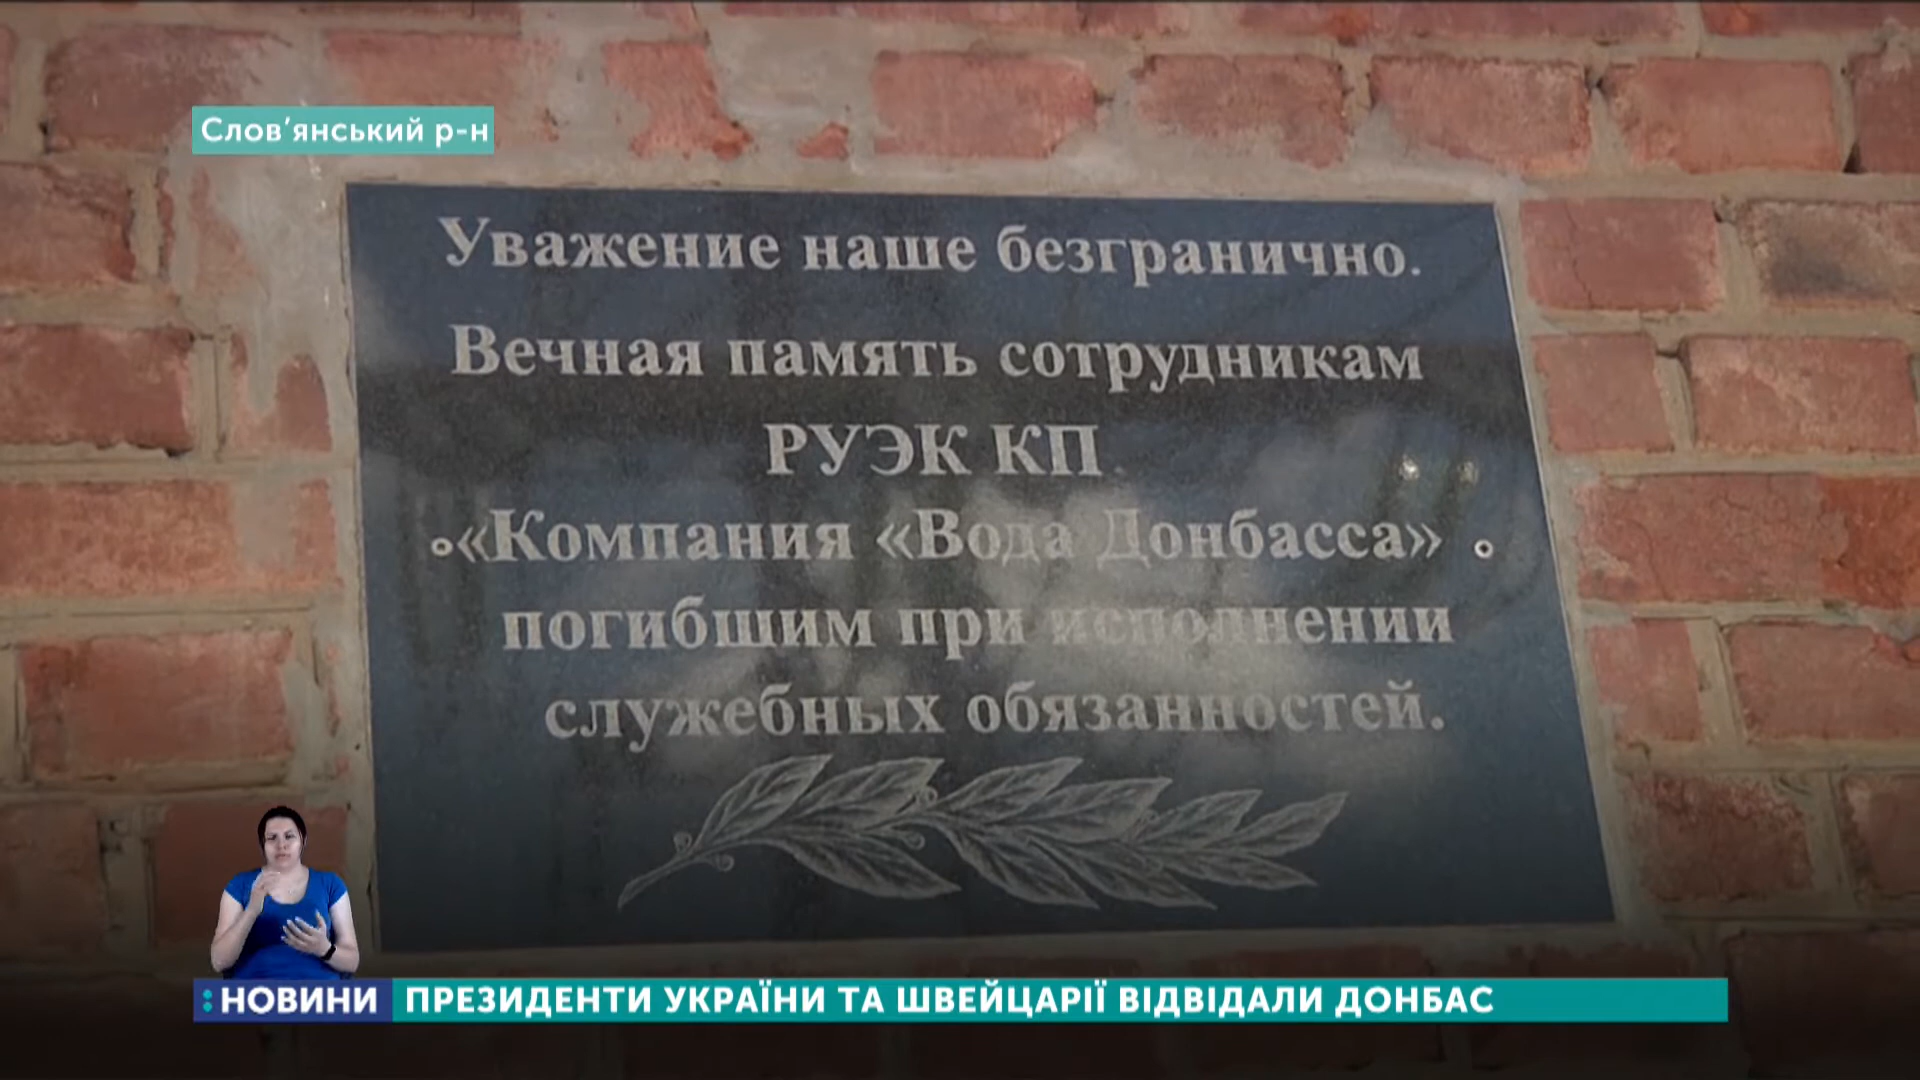 Слов'янський р-н
Уважение наше безгранично.
Вечная память сотрудникам
РУЭК КП
«Компания «Вода Донбасса»
погибшим при исполнении
служебных обязанностей.
:НОВИНИ
ПРЕЗИДЕНТИ УКРАЇНИ ТА ШВЕЙЦАРІЇ ВІДВІДАЛИ ДОНБАС